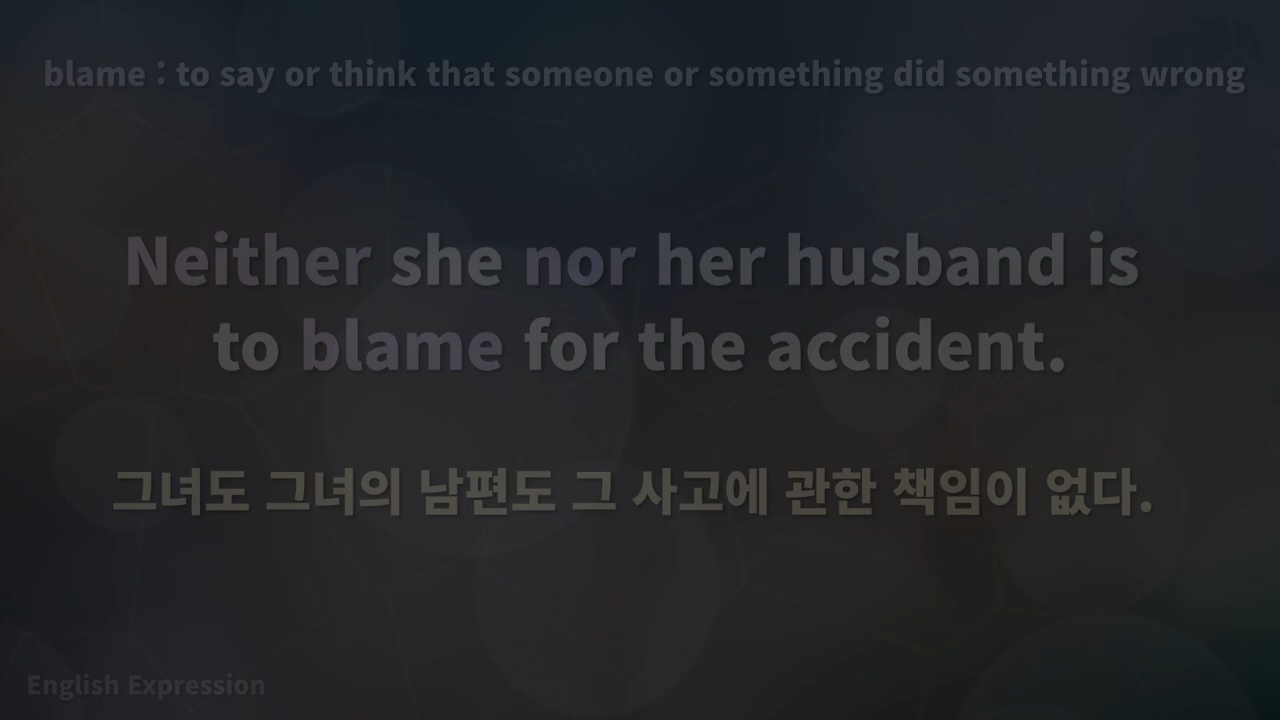 blame : to say or think that someone or something did something wrong
Neither she nor her husband is
to blame for the accident.
그녀도 그녀의 남편도 그 사고에 관한 책임이 없다.
English Expression